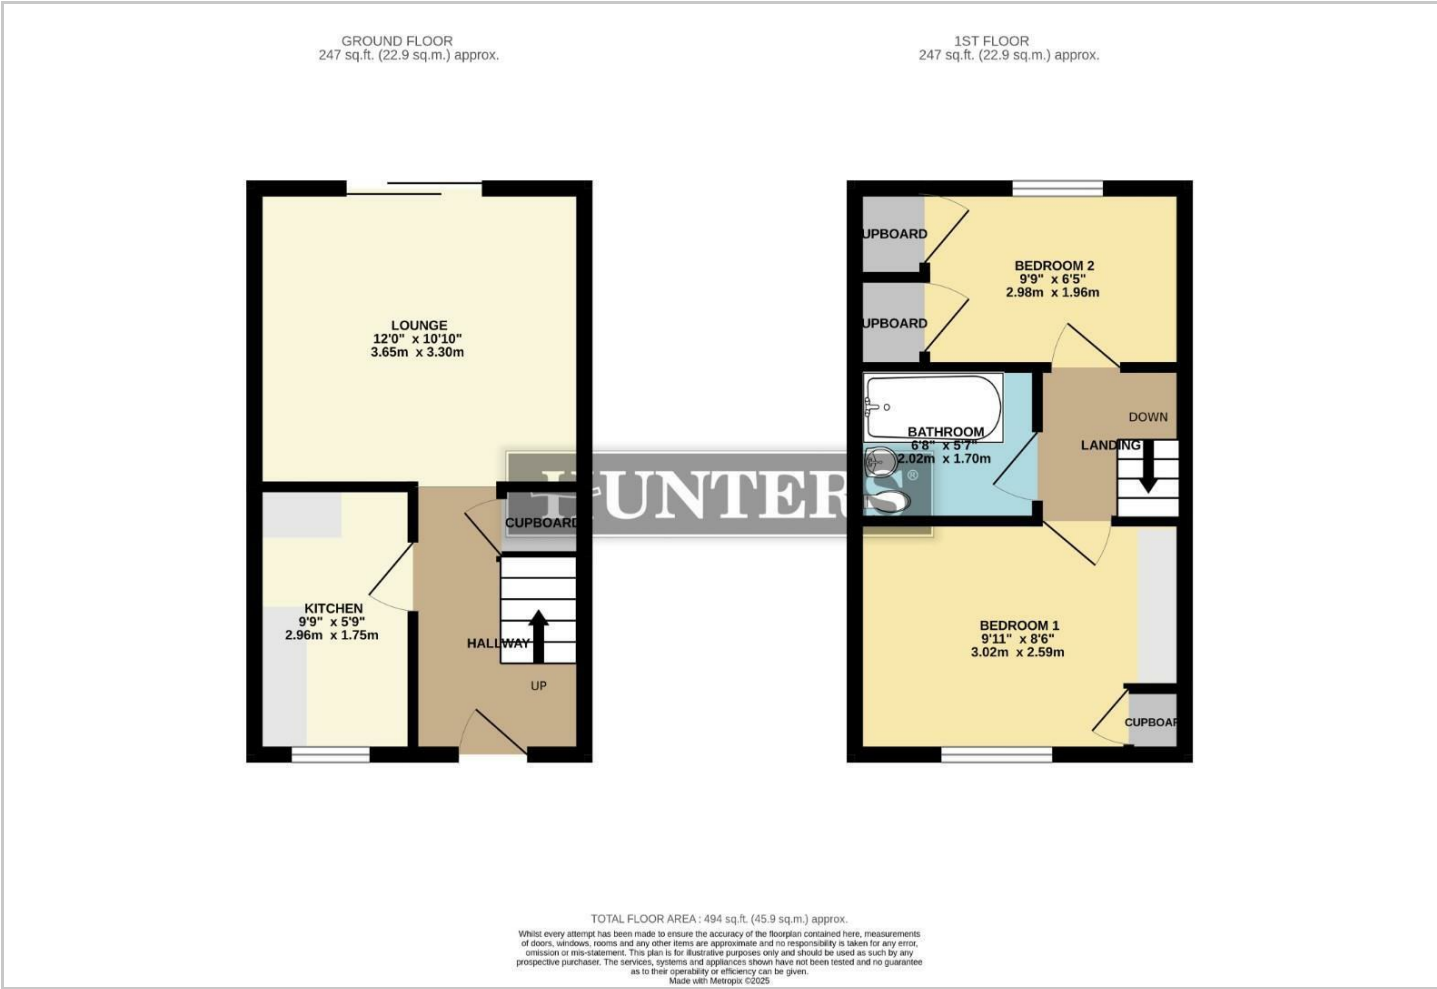 GROUND FLOOR
247 sq.ft. (22.9 sq.m.) approx.
1ST FLOOR
247 sq.ft. (22.9 sq.m.) approx.
LOUNGE
12'0" x 10'10"
3.65m x 3.30m
CUPBOARD
KITCHEN
9'9" x 5'9"
2.96m x 1.75m
HALLWAY
UP
UPBOARD
BEDROOM 2
9'9" x 6'5"
2.98m x 1.96m
UPBOARD
BATHROOM
6'8" x 5'7"
2.02m x 1.70m
DOWN
LANDING
HUNTERS®
BEDROOM 1
9'11" x 8'6"
3.02m x 2.59m
CUPBOAR
TOTAL FLOOR AREA : 494 sq.ft. (45.9 sq.m.) approx.
Whilst every attempt has been made to ensure the accuracy of the floorplan contained here, measurements
of doors, windows, rooms and any other items are approximate and no responsibility is taken for any error,
omission or mis-statement. This plan is for illustrative purposes only and should be used as such by any
prospective purchaser. The services, systems and appliances shown have not been tested and no guarantee
as to their operability or efficiency can be given.
Made with Metropix ©2025